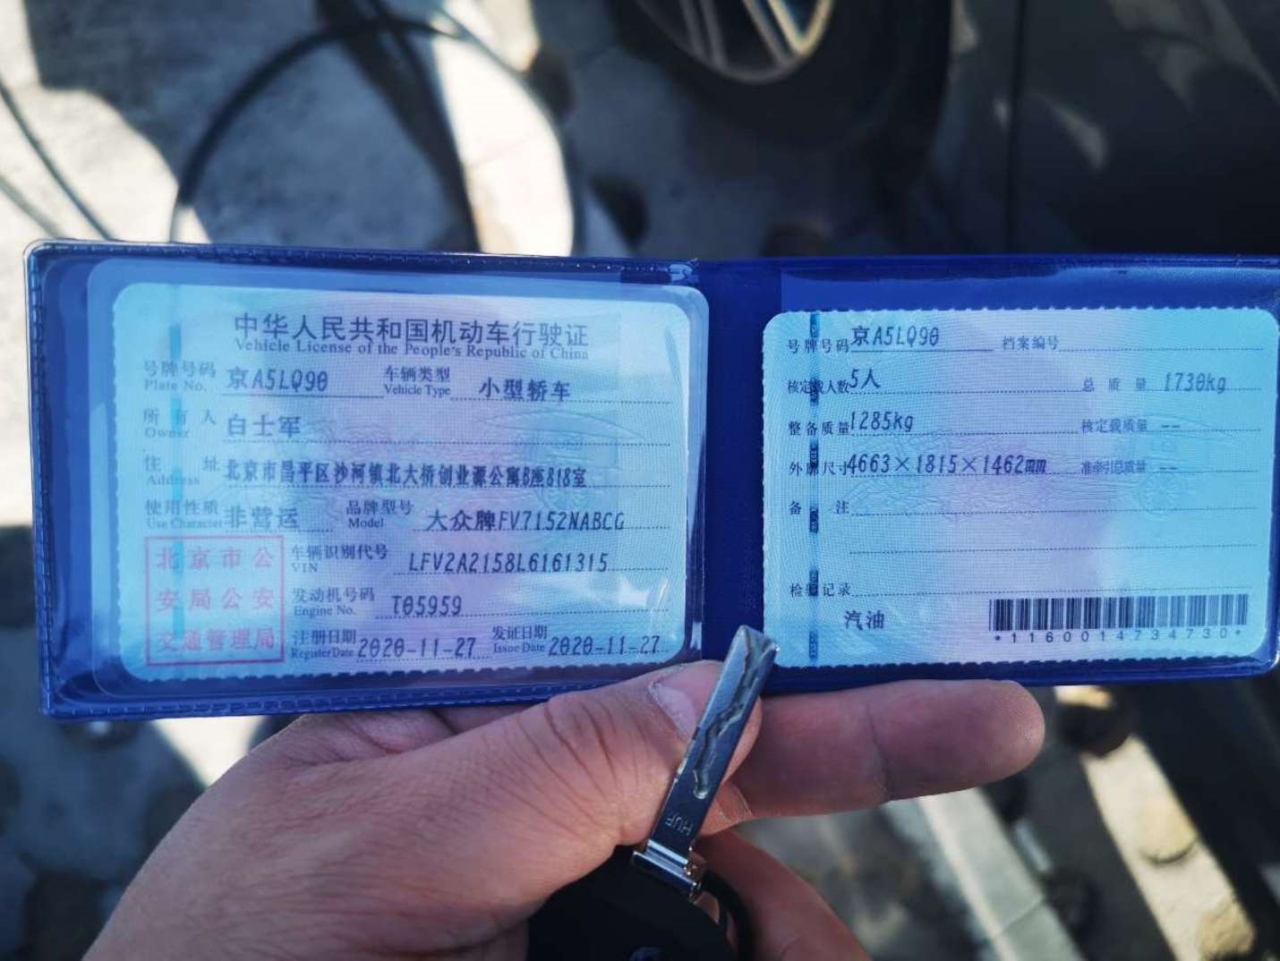 中华人民共和国机动车行驶证
Vehicle License of the People's Republic of China
号牌号码 京A5LQ90 车辆类型 小型轿车
Plate No. Vehicle Type
所有人 白士军
Owner
住址 北京市昌平区沙河镇北大桥创业源公寓B座818室
Address
使用性质 非营运 品牌型号 大众牌FV7152NABCG
Use Character Model
北京市公
安局公安
交通管理局
车辆识别代号 LFV2A2158L6161315
VIN
发动机号码 T05959
Engine No.
注册日期 2020-11-27 发证日期 2020-11-27
Register Date Issue Date
号牌号码 京A5LQ90 档案编号
核定载人数 5人 总质量 1730kg
整备质量 1285kg 核定载质量 --
外廓尺寸 4663×1815×1462mm 准牵引总质量 --
备注
检验记录
汽油
*1160014734730*
HUF